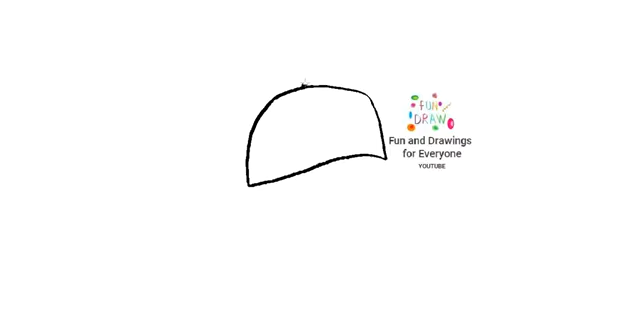 FUN
DRAW
Fun and Drawings
for Everyone
YOUTUBE